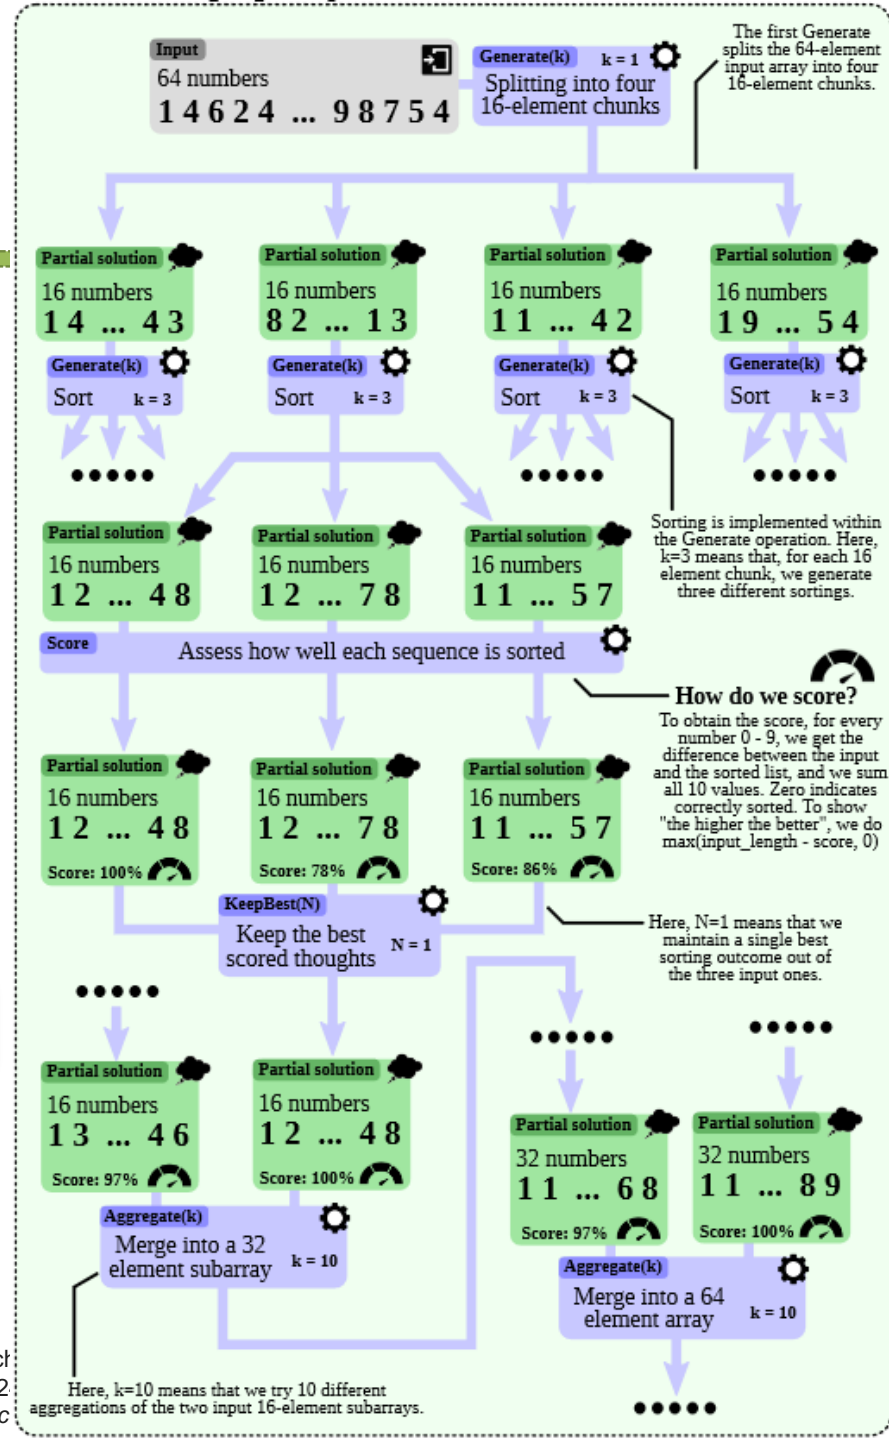 Input
64 numbers
1 4 6 2 4 ... 9 8 7 5 4
Generate(k) k = 1
Splitting into four
16-element chunks
The first Generate
splits the 64-element
input array into four
16-element chunks.
Partial solution
16 numbers
1 4 ... 4 3
Generate(k)
Sort k = 3
Partial solution
16 numbers
8 2 ... 1 3
Generate(k)
Sort k = 3
Partial solution
16 numbers
1 1 ... 4 2
Generate(k)
Sort k = 3
Partial solution
16 numbers
1 9 ... 5 4
Generate(k)
Sort k = 3
Sorting is implemented within
the Generate operation. Here,
k=3 means that, for each 16
element chunk, we generate
three different sortings.
Partial solution
16 numbers
1 2 ... 4 8
Partial solution
16 numbers
1 2 ... 7 8
Partial solution
16 numbers
1 1 ... 5 7
Score
Assess how well each sequence is sorted
How do we score?
To obtain the score, for every
number 0 - 9, we get the
difference between the input
and the sorted list, and we sum
all 10 values. Zero indicates
correctly sorted. To show
"the higher the better", we do
max(input_length - score, 0)
Partial solution
16 numbers
1 2 ... 4 8
Score: 100%
Partial solution
16 numbers
1 2 ... 7 8
Score: 78%
Partial solution
16 numbers
1 1 ... 5 7
Score: 86%
KeepBest(N)
Keep the best
scored thoughts
N = 1
Here, N=1 means that we
maintain a single best
sorting outcome out of
the three input ones.
Partial solution
16 numbers
1 3 ... 4 6
Score: 97%
Partial solution
16 numbers
1 2 ... 4 8
Score: 100%
Aggregate(k)
Merge into a 32
element subarray
k = 10
Partial solution
32 numbers
1 1 ... 6 8
Score: 97%
Partial solution
32 numbers
1 1 ... 8 9
Score: 100%
Aggregate(k)
Merge into a 64
element array
k = 10
Here, k=10 means that we try 10 different
aggregations of the two input 16-element subarrays.